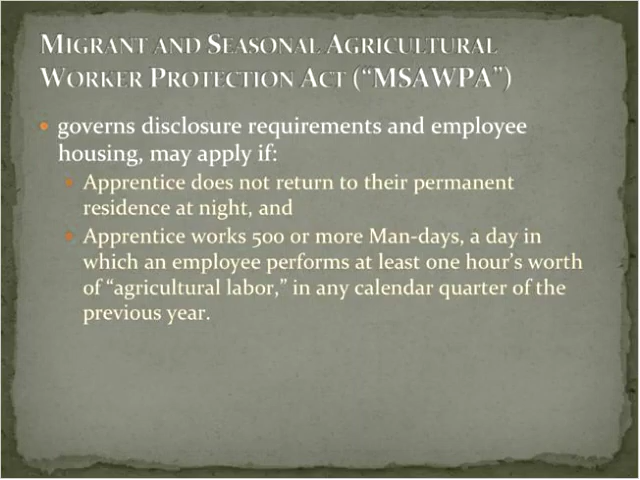 MIGRANT AND SEASONAL AGRICULTURAL
WORKER PROTECTION ACT (“MSAWPA”)
governs disclosure requirements and employee
housing, may apply if:
Apprentice does not return to their permanent
residence at night, and
Apprentice works 500 or more Man-days, a day in
which an employee performs at least one hour’s worth
of “agricultural labor,” in any calendar quarter of the
previous year.